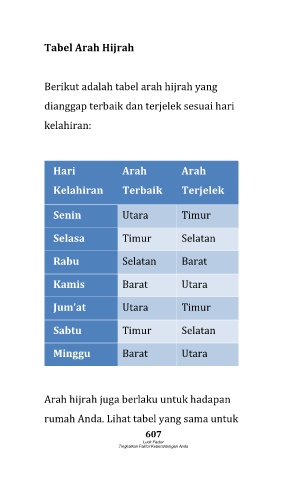 Tabel Arah Hijrah
Berikut adalah tabel arah hijrah yang
dianggap terbaik dan terjelek sesuai hari
kelahiran:
Hari Kelahiran Arah Terbaik Arah Terjelek
Senin Utara Timur
Selasa Timur Selatan
Rabu Selatan Barat
Kamis Barat Utara
Jum'at Utara Timur
Sabtu Timur Selatan
Minggu Barat Utara
Arah hijrah juga berlaku untuk hadapan
rumah Anda. Lihat tabel yang sama untuk
607
Luck Factor
Tingkatkan Faktor Keberuntungan Anda